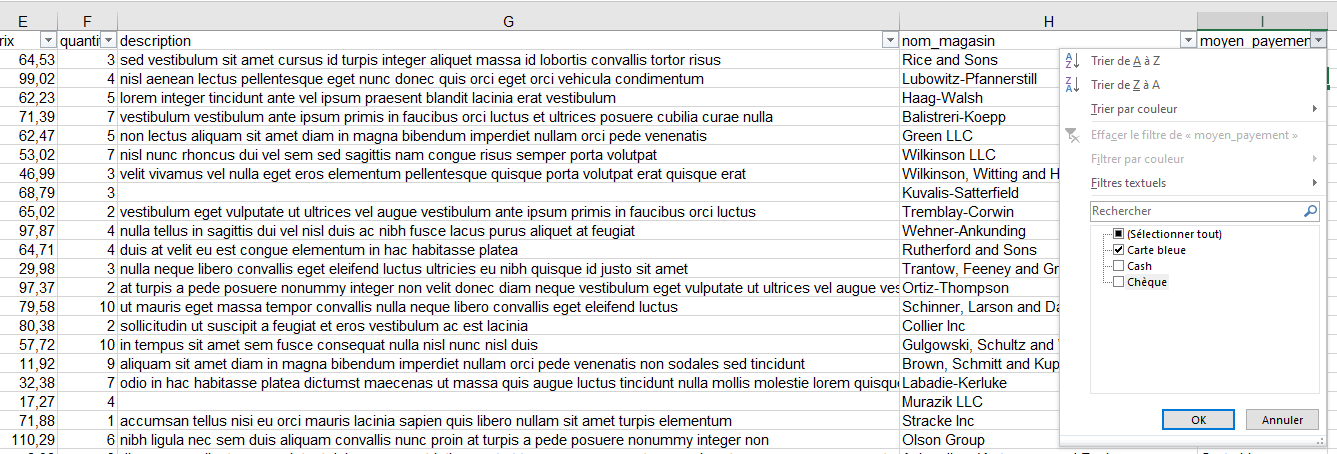 E F G H I
rix quantit description nom_magasin moyen_payement
64,53 3 sed vestibulum sit amet cursus id turpis integer aliquet massa id lobortis convallis tortor risus Rice and Sons
99,02 4 nisl aenean lectus pellentesque eget nunc donec quis orci eget orci vehicula condimentum Lubowitz-Pfannerstill
62,23 5 lorem integer tincidunt ante vel ipsum praesent blandit lacinia erat vestibulum Haag-Walsh
71,39 7 vestibulum vestibulum ante ipsum primis in faucibus orci luctus et ultrices posuere cubilia curae nulla Balistreri-Koepp
62,47 5 non lectus aliquam sit amet diam in magna bibendum imperdiet nullam orci pede venenatis Green LLC
53,02 7 nisl nunc rhoncus dui vel sem sed sagittis nam congue risus semper porta volutpat Wilkinson LLC
46,99 3 velit vivamus vel nulla eget eros elementum pellentesque quisque porta volutpat erat quisque erat Wilkinson, Witting and H
68,79 3 Kuvalis-Satterfield
65,02 2 vestibulum eget vulputate ut ultrices vel augue vestibulum ante ipsum primis in faucibus orci luctus Tremblay-Corwin
97,87 4 nulla tellus in sagittis dui vel nisl duis ac nibh fusce lacus purus aliquet at feugiat Wehner-Ankunding
64,71 4 duis at velit eu est congue elementum in hac habitasse platea Rutherford and Sons
29,98 3 nulla neque libero convallis eget eleifend luctus ultricies eu nibh quisque id justo sit amet Trantow, Feeney and Gr
97,37 2 at turpis a pede posuere nonummy integer non velit donec diam neque vestibulum eget vulputate ut ultrices vel augue ves Ortiz-Thompson
79,58 10 ut mauris eget massa tempor convallis nulla neque libero convallis eget eleifend luctus Schinner, Larson and Da
80,38 2 sollicitudin ut suscipit a feugiat et eros vestibulum ac est lacinia Collier Inc
57,72 10 in tempus sit amet sem fusce consequat nulla nisl nunc nisl duis Gulgowski, Schultz and
11,92 9 aliquam sit amet diam in magna bibendum imperdiet nullam orci pede venenatis non sodales sed tincidunt Brown, Schmitt and Kup
32,38 7 odio in hac habitasse platea dictumst maecenas ut massa quis augue luctus tincidunt nulla mollis molestie lorem quisque Labadie-Kerluke
17,27 4 Murazik LLC
71,88 1 accumsan tellus nisi eu orci mauris lacinia sapien quis libero nullam sit amet turpis elementum Stracke Inc
110,29 6 nibh ligula nec sem duis aliquam convallis nunc proin at turpis a pede posuere nonummy integer non Olson Group
Trier de A à Z
Trier de Z à A
Trier par couleur
Effacer le filtre de « moyen_payement »
Filtrer par couleur
Filtres textuels
Rechercher
(Sélectionner tout)
Carte bleue
Cash
Chèque
OK Annuler